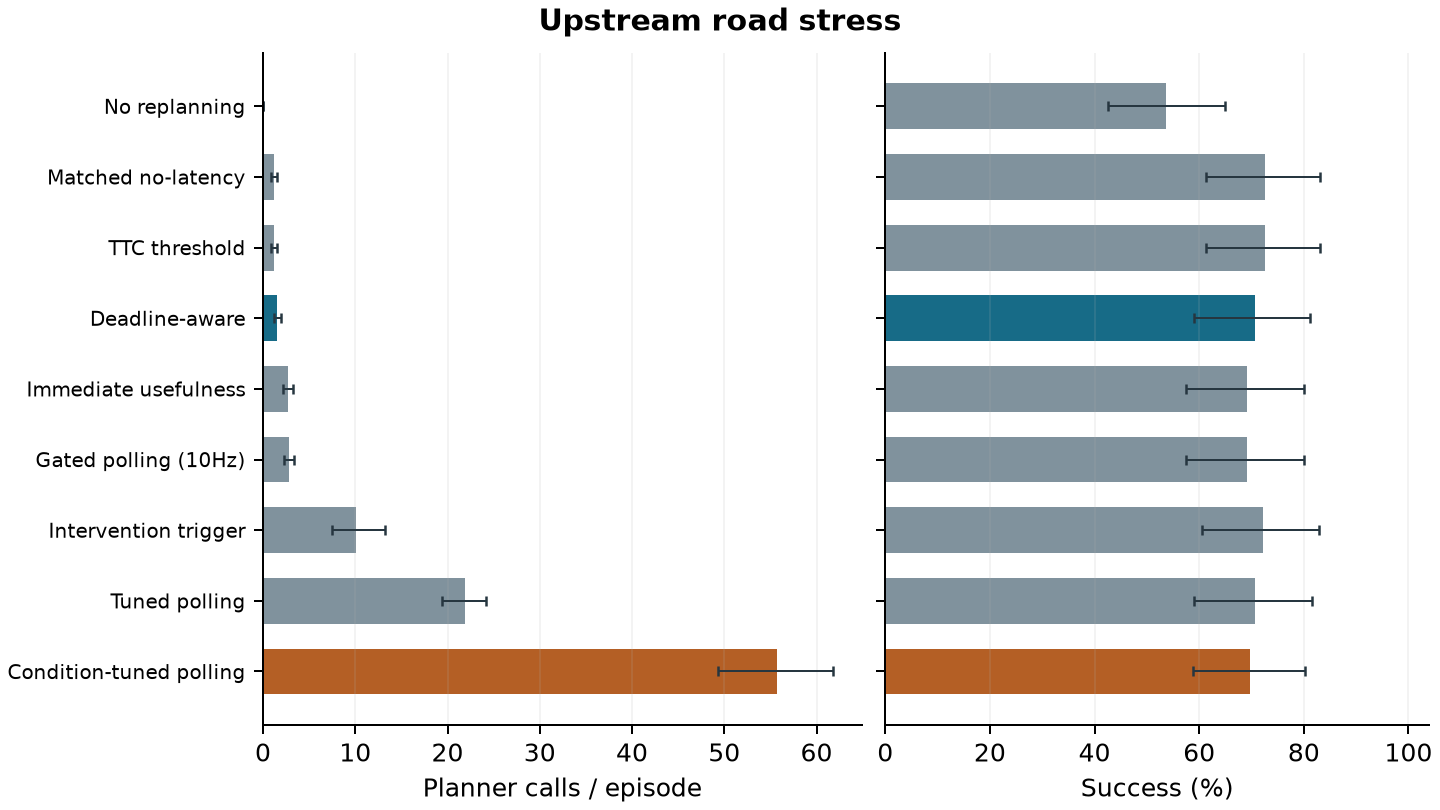 Upstream road stress
No replanning
Matched no-latency
TTC threshold
Deadline-aware
Immediate usefulness
Gated polling (10Hz)
Intervention trigger
Tuned polling
Condition-tuned polling
0 10 20 30 40 50 60
Planner calls / episode
0 20 40 60 80 100
Success (%)